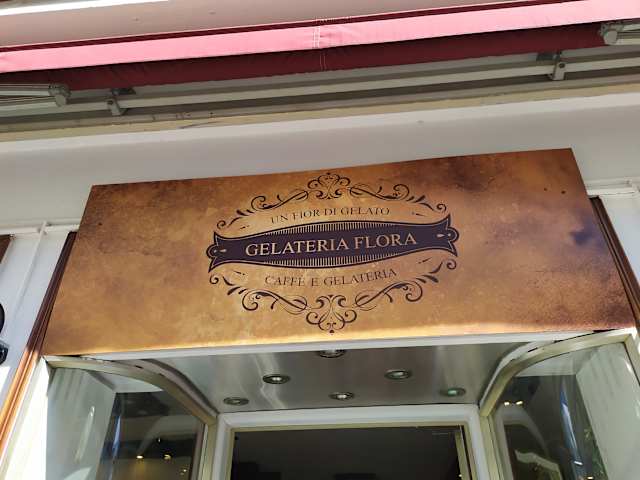 UN FIOR DI GELATO
GELATERIA FLORA
CAFFÈ E GELATERIA